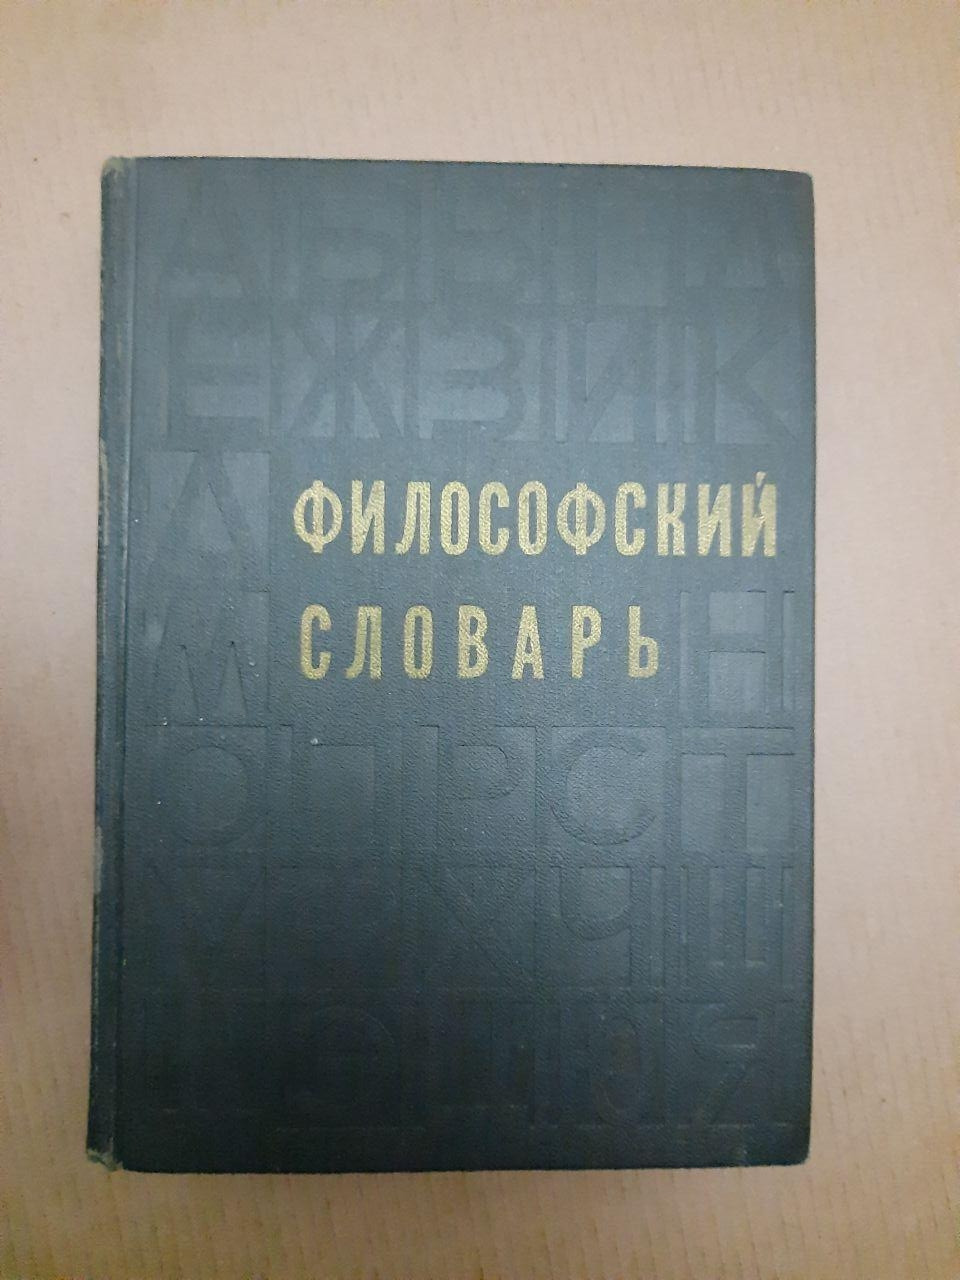 А Б В Г Д
Е Ж З И К
Л
ФИЛОСОФСКИЙ
СЛОВАРЬ
М Н
О П Р С Т
У Ф Х Ч Ш
Я